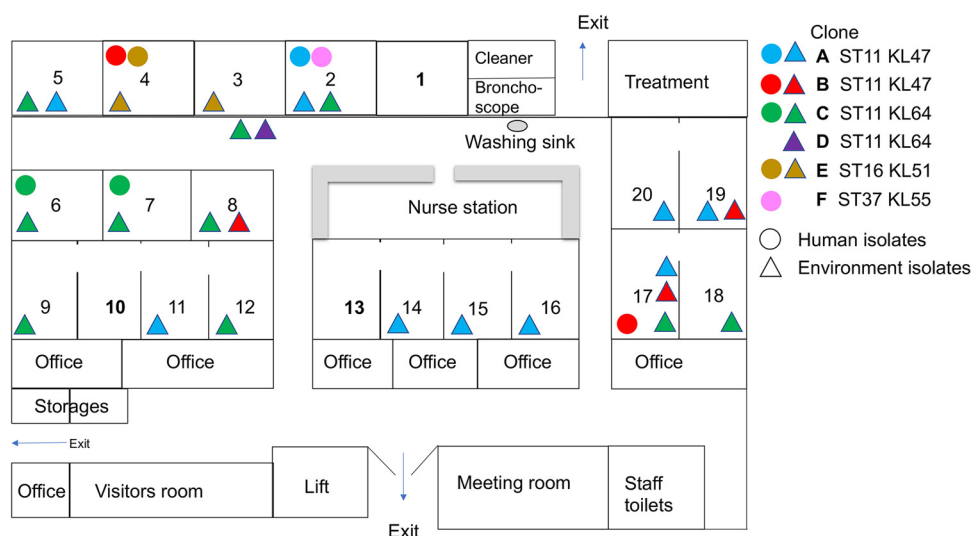 Exit
Clone
A ST11 KL47
B ST11 KL47
C ST11 KL64
D ST11 KL64
E ST16 KL51
F ST37 KL55
Human isolates
Environment isolates
5
4
3
2
1
Cleaner
Broncho-
scope
Treatment
Washing sink
6
7
8
Nurse station
20
19
9
10
11
12
13
14
15
16
17
18
Office
Office
Office
Office
Office
Office
Storages
Exit
Office
Visitors room
Lift
Meeting room
Staff
toilets
Exit